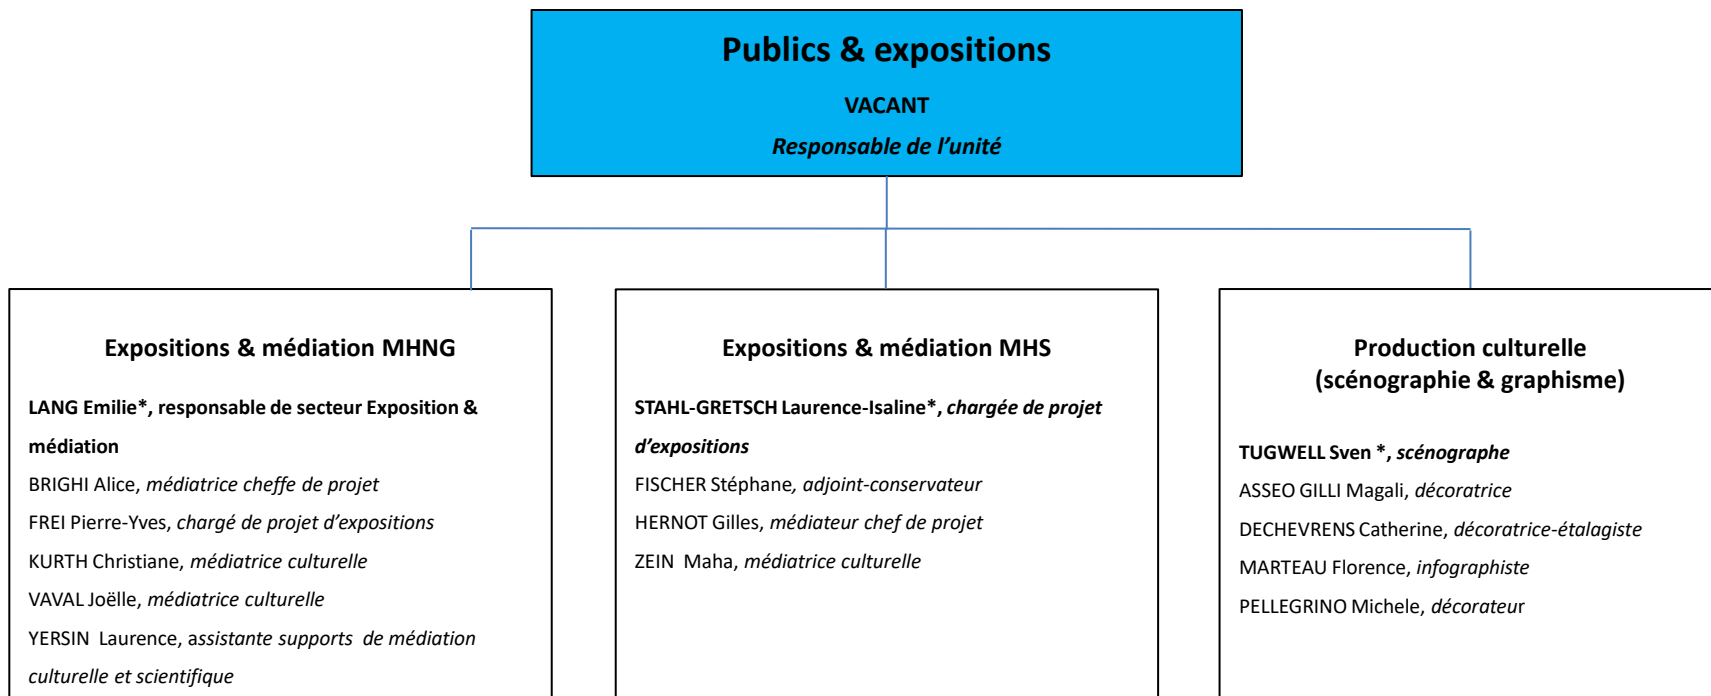 Publics & expositions
VACANT
Responsable de l’unité
Expositions & médiation MHNG
LANG Emilie*, responsable de secteur Exposition &
médiation
BRIGHI Alice, médiatrice cheffe de projet
FREI Pierre-Yves, chargé de projet d’expositions
KURTH Christiane, médiatrice culturelle
VAVAL Joëlle, médiatrice culturelle
YERSIN Laurence, assistante supports de médiation
culturelle et scientifique
Expositions & médiation MHS
STAHL-GRETSCH Laurence-Isaline*, chargée de projet
d’expositions
FISCHER Stéphane, adjoint-conservateur
HERNOT Gilles, médiateur chef de projet
ZEIN Maha, médiatrice culturelle
Production culturelle
(scénographie & graphisme)
TUGWELL Sven *, scénographe
ASSEO GILLI Magali, décoratrice
DECHEVRENS Catherine, décoratrice-étalagiste
MARTEAU Florence, infographiste
PELLEGRINO Michele, décorateur